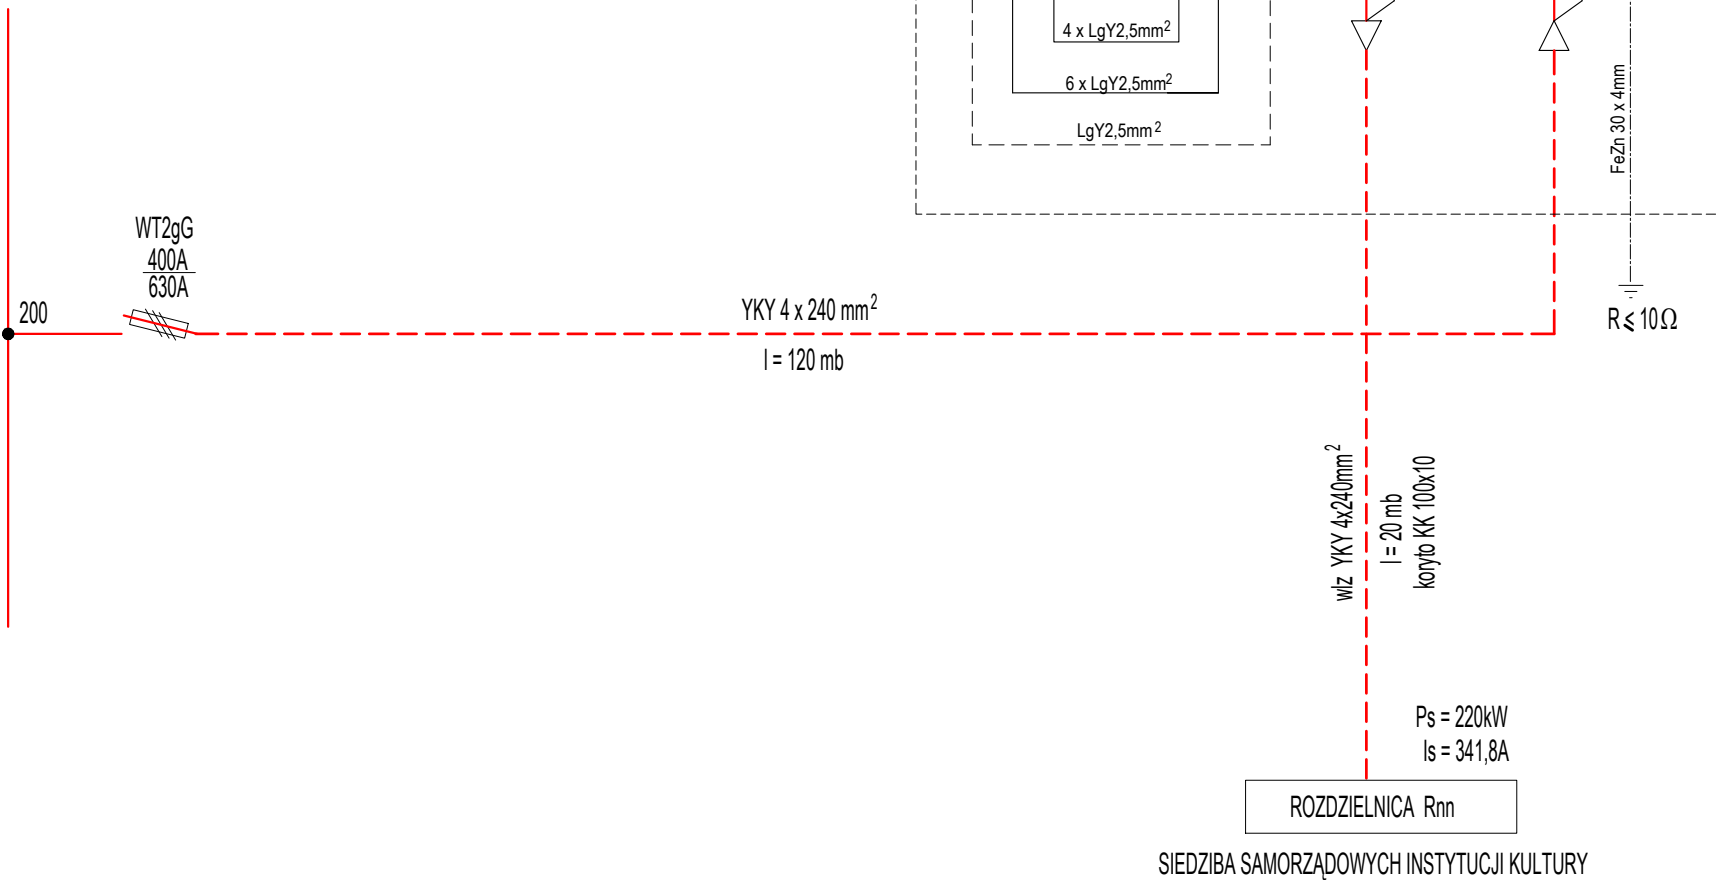 4 x LgY2,5mm²
6 x LgY2,5mm²
LgY2,5mm²
FeZn 30 x 4mm
R ⩽ 10Ω
WT2gG
400A
630A
200
YKY 4 x 240 mm²
l = 120 mb
wlz YKY 4x240mm²
l = 20 mb
koryto KK 100x10
Ps = 220kW
Is = 341,8A
ROZDZIELNICA Rnn
SIEDZIBA SAMORZĄDOWYCH INSTYTUCJI KULTURY